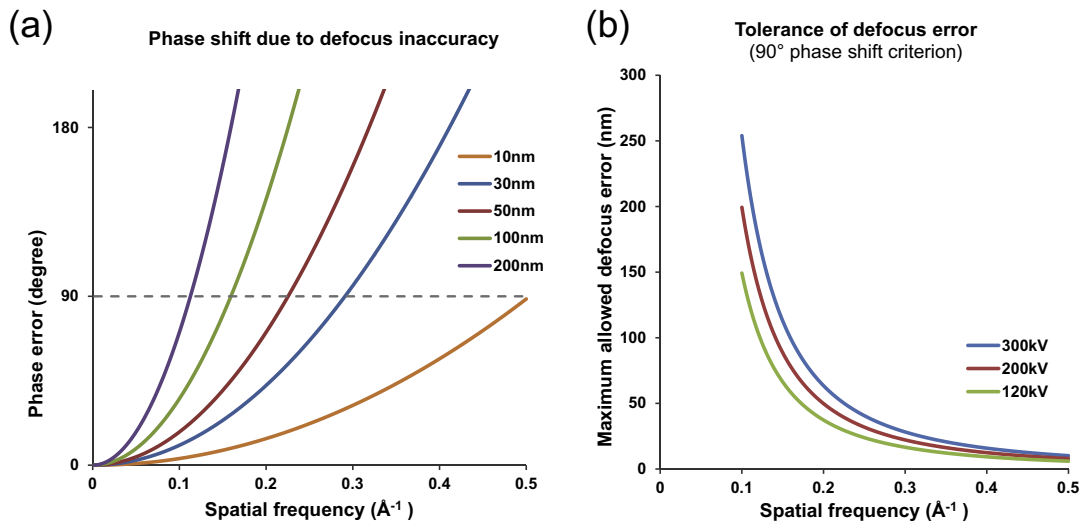 (a)
Phase shift due to defocus inaccuracy
180
90
0
Phase error (degree)
10nm
30nm
50nm
100nm
200nm
0
0.1
0.2
0.3
0.4
0.5
Spatial frequency (Å⁻¹)
(b)
Tolerance of defocus error
(90° phase shift criterion)
300
250
200
150
100
50
0
Maximum allowed defocus error (nm)
300kV
200kV
120kV
0
0.1
0.2
0.3
0.4
0.5
Spatial frequency (Å⁻¹)